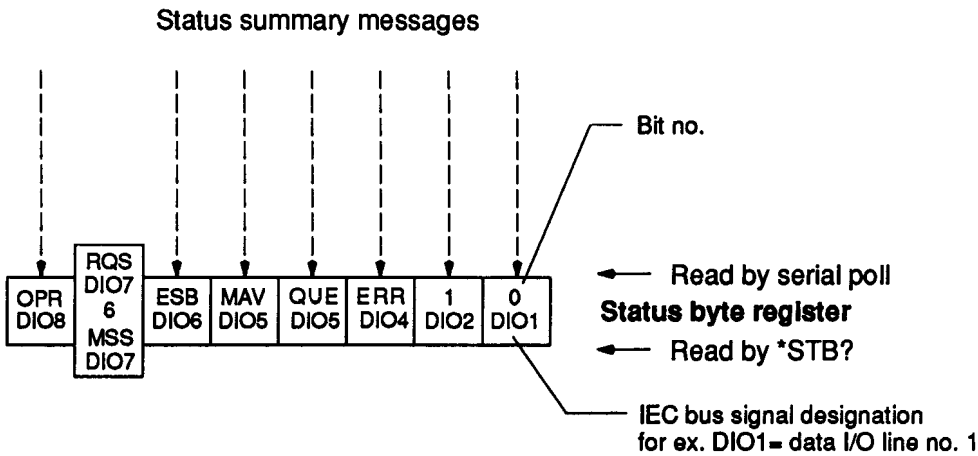 Status summary messages
Bit no.
RQS
DIO7
6
MSS
DIO7
OPR
DIO8
ESB
DIO6
MAV
DIO5
QUE
DIO5
ERR
DIO4
1
DIO2
0
DIO1
Read by serial poll
Status byte register
Read by *STB?
IEC bus signal designation
for ex. DIO1= data I/O line no. 1